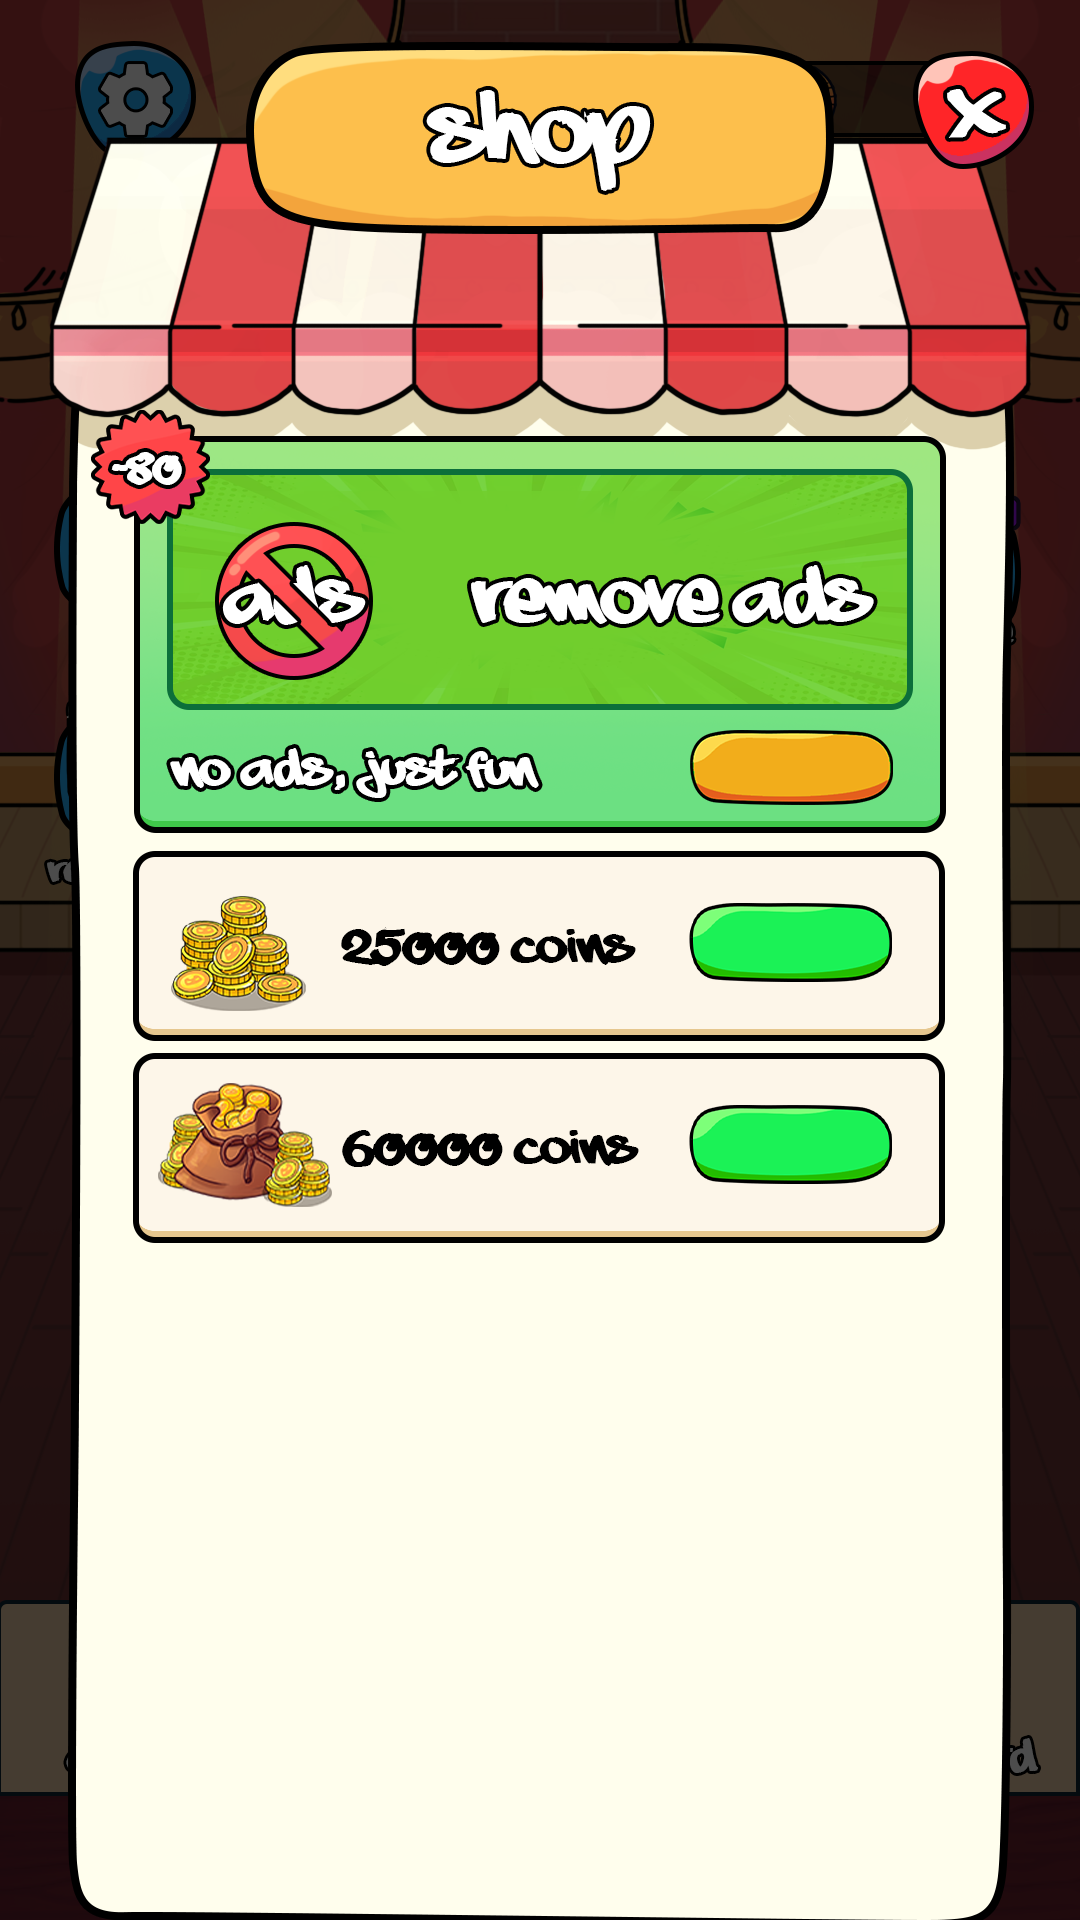 shop
-80
ads
remove ads
no ads, just fun
25000 coins
60000 coins